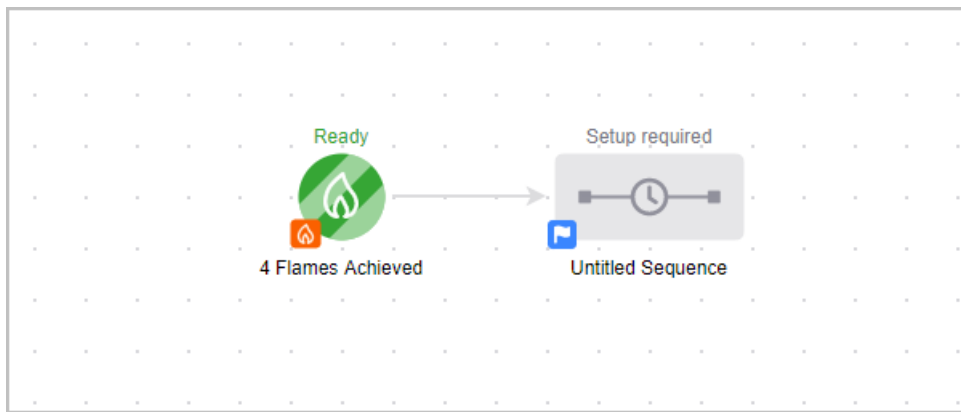 Ready
Setup required
4 Flames Achieved
Untitled Sequence